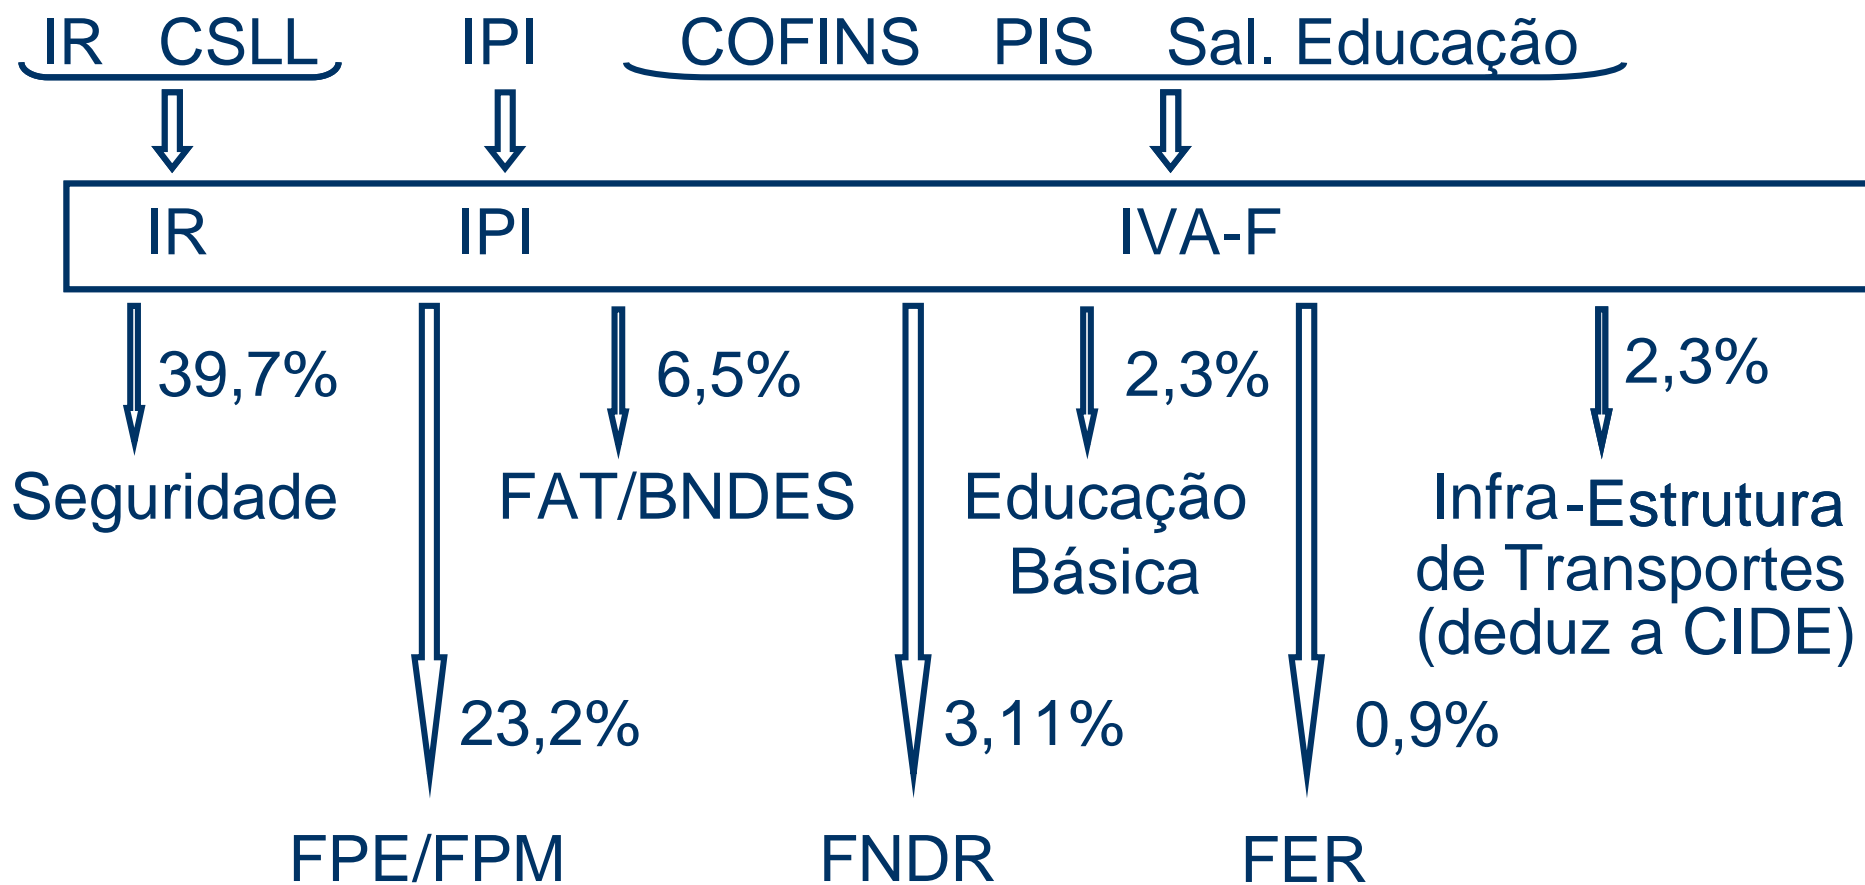 IR CSLL IPI COFINS PIS Sal. Educação
IR IPI IVA-F
39,7% 6,5% 2,3% 2,3%
Seguridade FAT/BNDES Educação Infra-Estrutura
Básica de Transportes
(deduz a CIDE)
23,2% 3,11% 0,9%
FPE/FPM FNDR FER